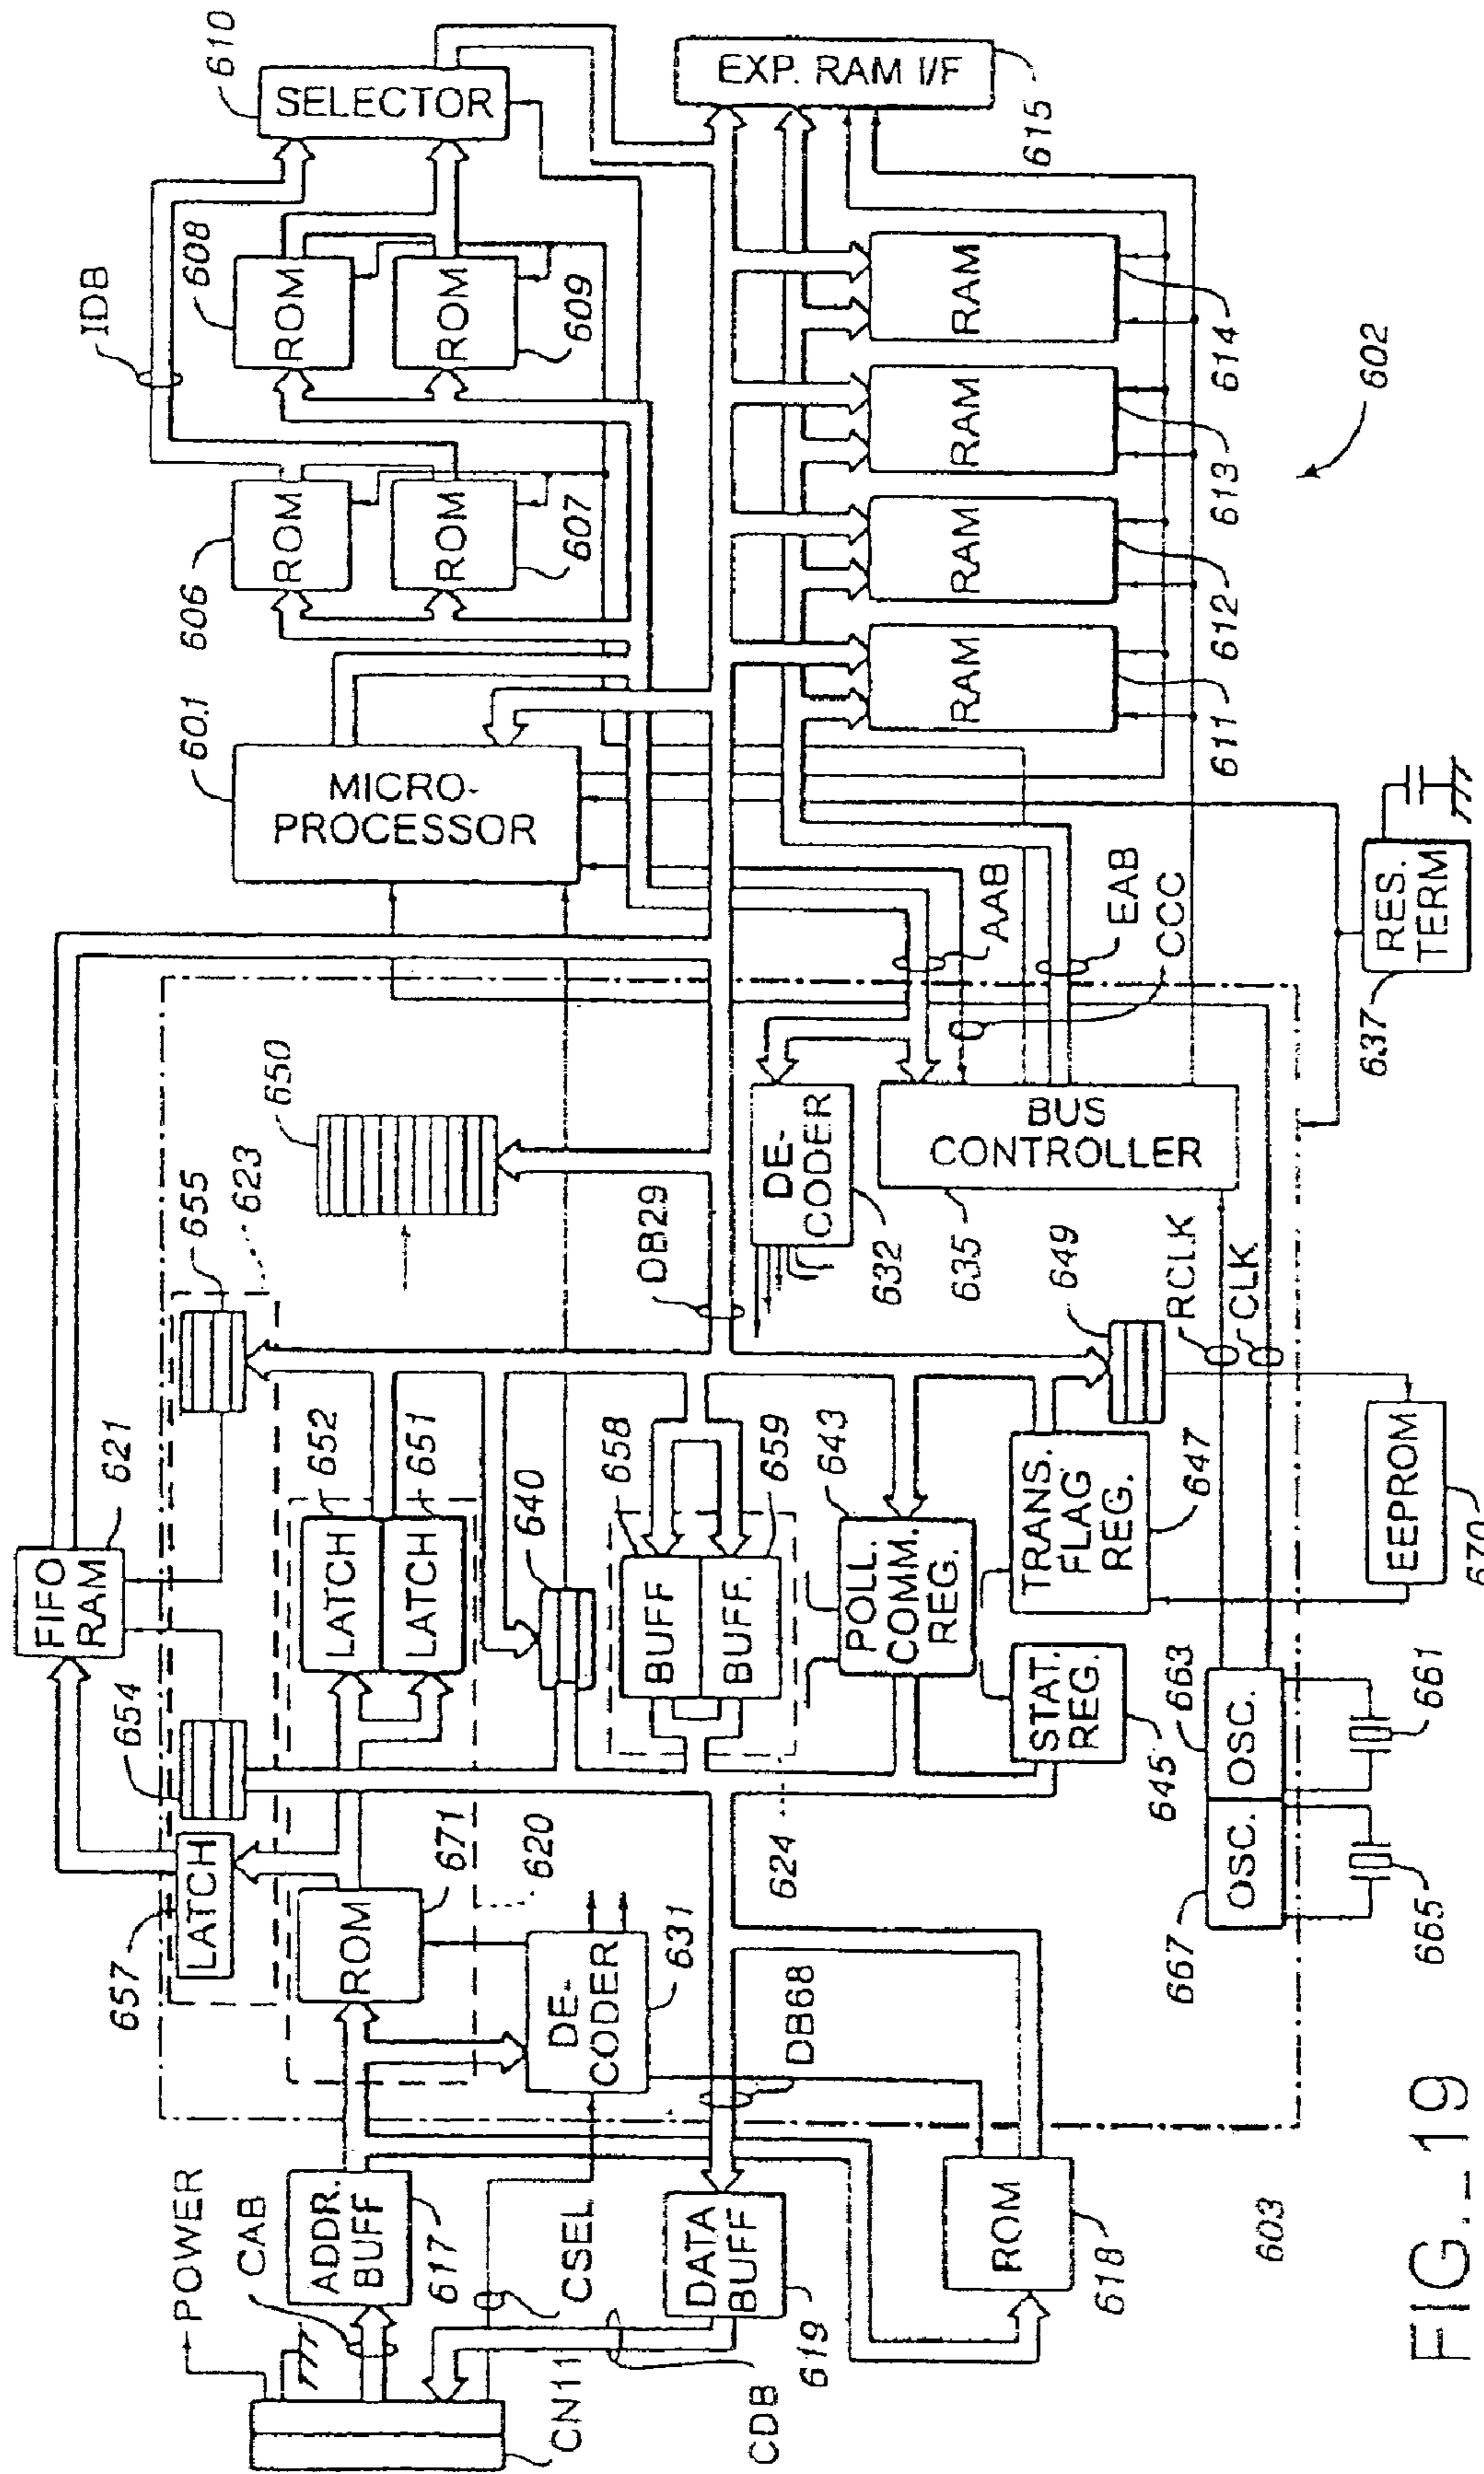 POWER
CAB
ADDR.
BUFF
617
CN11
CSEL
CDB
DATA
BUFF
619
ROM
618
603
657
LATCH
654
FIFO
RAM
621
655
623
ROM
671
620
DE-
CODER
631
DB68
LATCH
652
LATCH
651
640
BUFF
658
BUFF.
659
624
POLL.
COMM.
REG.
643
STAT.
REG.
645
TRANS.
FLAG
REG.
647
649
667
OSC.
OSC.
663
665
661
RCLK
CLK
EEPROM
670
650
DB29
DE-
CODER
632
BUS
CONTROLLER
635
AAB
EAB
CCC
RES.
TERM
637
601
MICRO-
PROCESSOR
606
ROM
ROM
607
IDB
608
ROM
ROM
609
610
SELECTOR
EXP. RAM I/F
615
RAM
611
RAM
612
RAM
613
RAM
614
602
FIG.-19